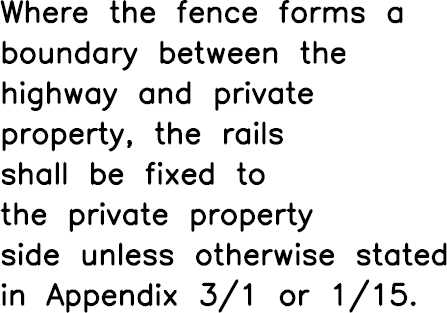 Where the fence forms a
boundary between the
highway and private
property, the rails
shall be fixed to
the private property
side unless otherwise stated
in Appendix 3/1 or 1/15.